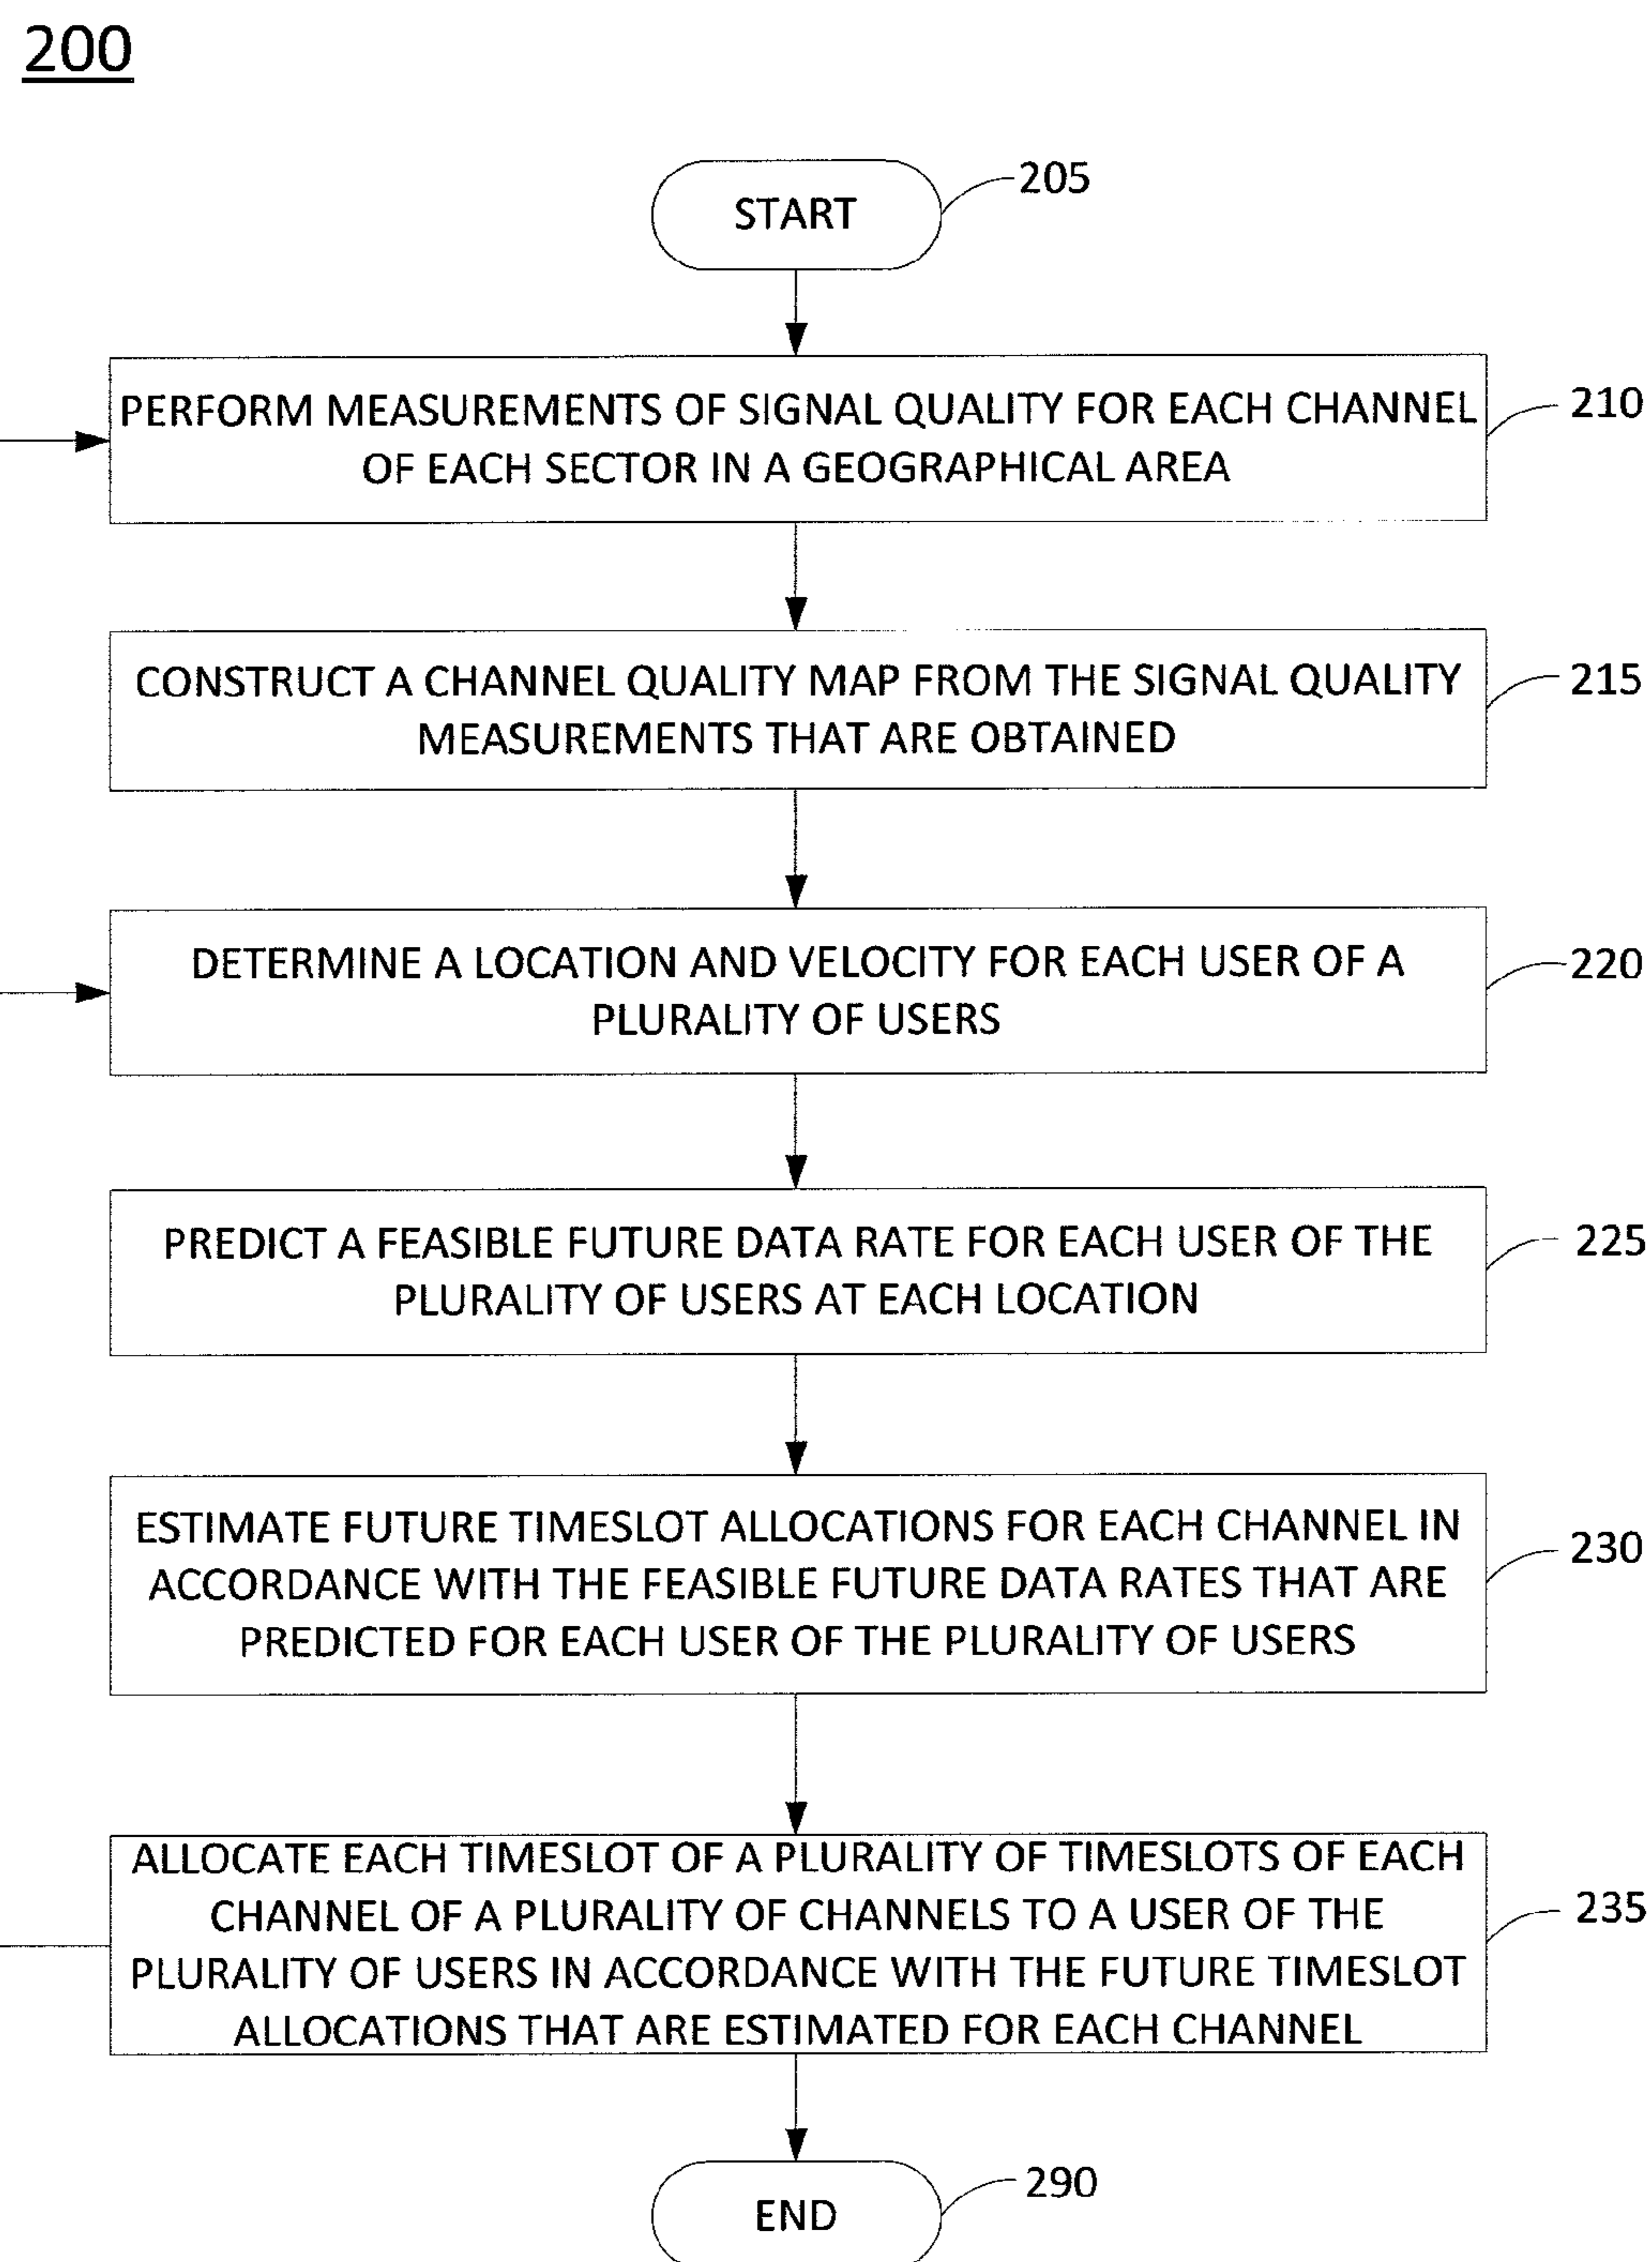 200
START
205
PERFORM MEASUREMENTS OF SIGNAL QUALITY FOR EACH CHANNEL
OF EACH SECTOR IN A GEOGRAPHICAL AREA
210
CONSTRUCT A CHANNEL QUALITY MAP FROM THE SIGNAL QUALITY
MEASUREMENTS THAT ARE OBTAINED
215
DETERMINE A LOCATION AND VELOCITY FOR EACH USER OF A
PLURALITY OF USERS
220
PREDICT A FEASIBLE FUTURE DATA RATE FOR EACH USER OF THE
PLURALITY OF USERS AT EACH LOCATION
225
ESTIMATE FUTURE TIMESLOT ALLOCATIONS FOR EACH CHANNEL IN
ACCORDANCE WITH THE FEASIBLE FUTURE DATA RATES THAT ARE
PREDICTED FOR EACH USER OF THE PLURALITY OF USERS
230
ALLOCATE EACH TIMESLOT OF A PLURALITY OF TIMESLOTS OF EACH
CHANNEL OF A PLURALITY OF CHANNELS TO A USER OF THE
PLURALITY OF USERS IN ACCORDANCE WITH THE FUTURE TIMESLOT
ALLOCATIONS THAT ARE ESTIMATED FOR EACH CHANNEL
235
END
290